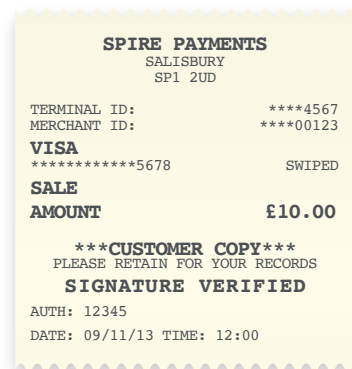 SPIRE PAYMENTS
SALISBURY
SP1 2UD
TERMINAL ID: ****4567
MERCHANT ID: ****00123
VISA
************5678 SWIPED
SALE
AMOUNT £10.00
***CUSTOMER COPY***
PLEASE RETAIN FOR YOUR RECORDS
SIGNATURE VERIFIED
AUTH: 12345
DATE: 09/11/13 TIME: 12:00